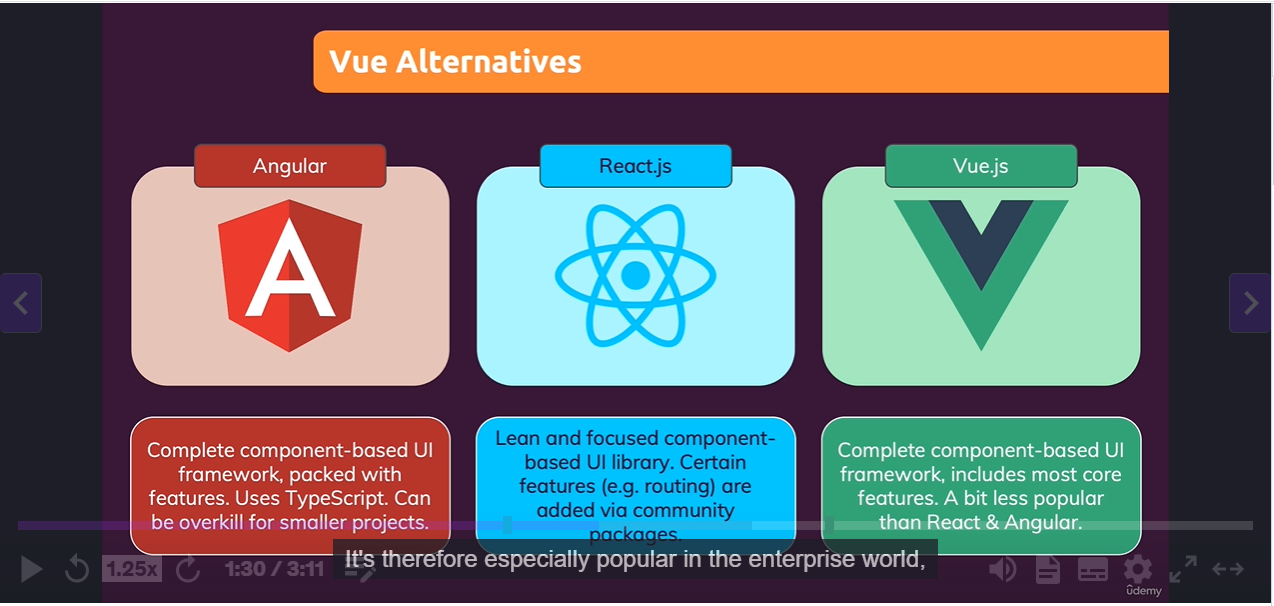 Vue Alternatives
Angular
React.js
Vue.js
Complete component-based UI
framework, packed with
features. Uses TypeScript. Can
be overkill for smaller projects.
Lean and focused component-
based UI library. Certain
features (e.g. routing) are
added via community
packages.
Complete component-based UI
framework, includes most core
features. A bit less popular
than React & Angular.
It's therefore especially popular in the enterprise world,
1.25x
1:30 / 3:11
ûdemy